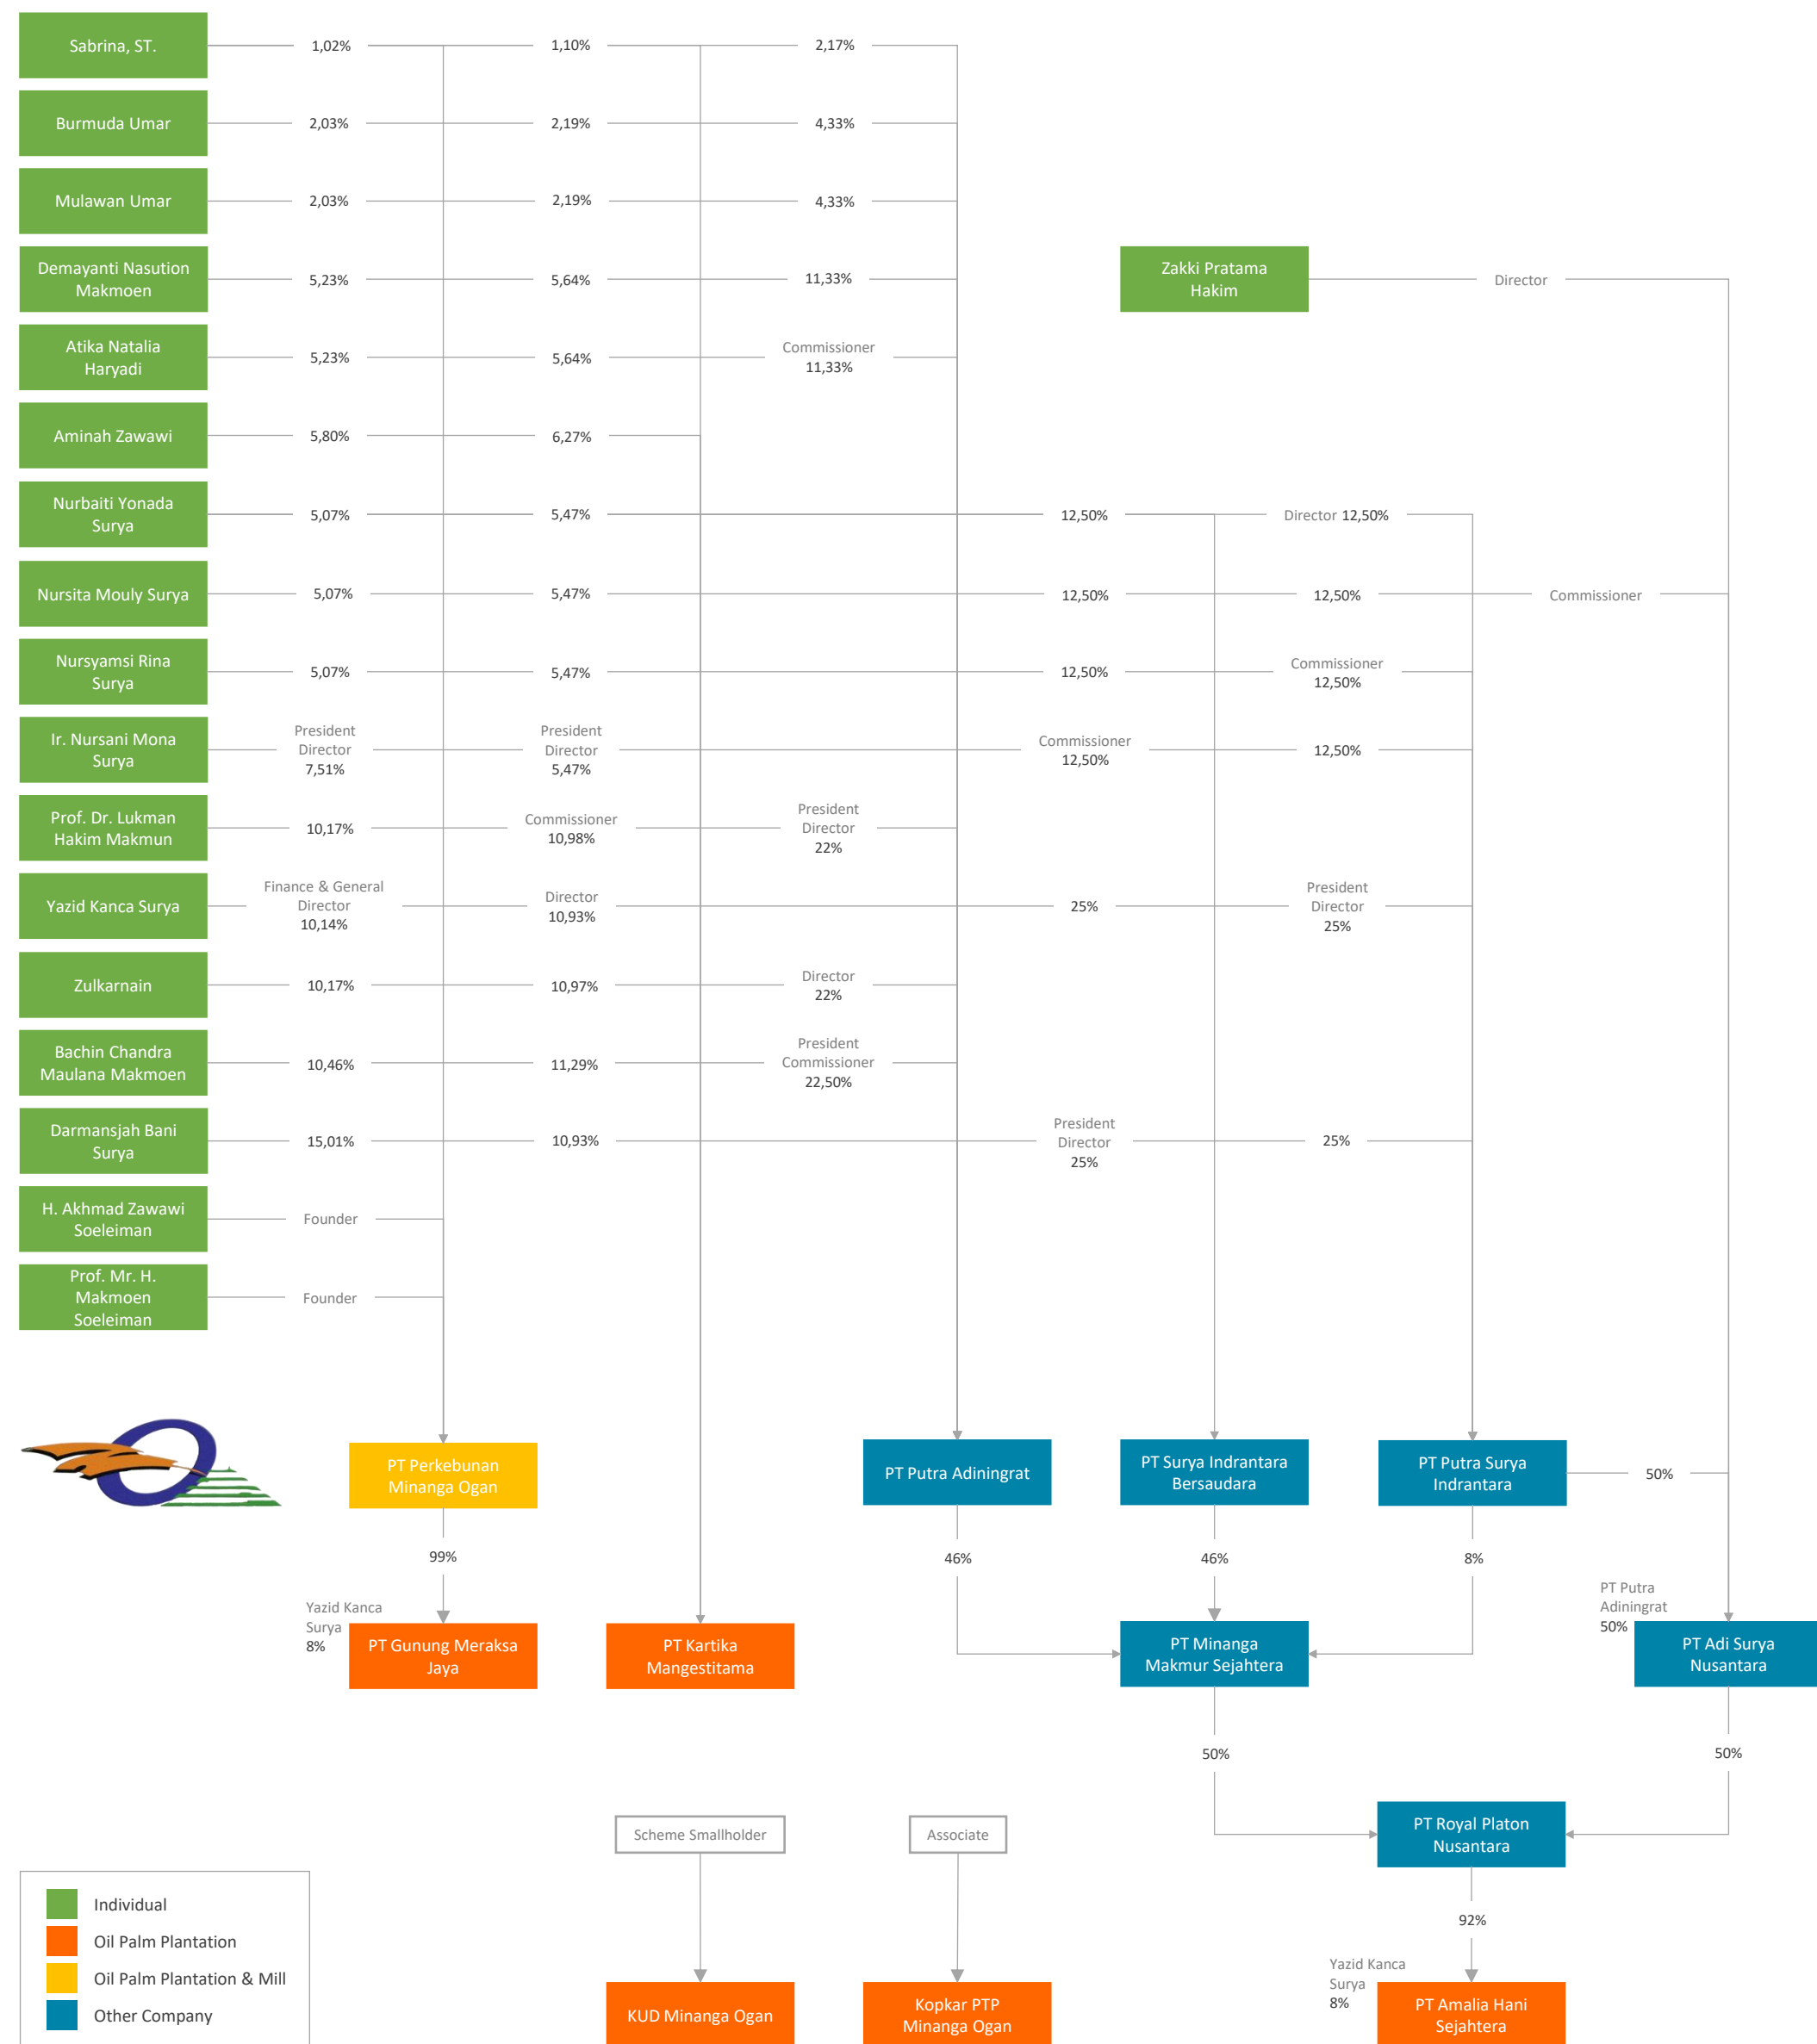 Sabrina, ST.
1,02%
1,10%
2,17%
Burmuda Umar
2,03%
2,19%
4,33%
Mulawan Umar
2,03%
2,19%
4,33%
Demayanti Nasution
Makmoen
5,23%
5,64%
11,33%
Zakki Pratama
Hakim
Director
Atika Natalia
Haryadi
5,23%
5,64%
Commissioner
11,33%
Aminah Zawawi
5,80%
6,27%
Nurbaiti Yonada
Surya
5,07%
5,47%
12,50%
Director 12,50%
Nursita Mouly Surya
5,07%
5,47%
12,50%
12,50%
Commissioner
Nursyamsi Rina
Surya
5,07%
5,47%
12,50%
Commissioner
12,50%
Ir. Nursani Mona
Surya
President
Director
7,51%
President
Director
5,47%
Commissioner
12,50%
12,50%
Prof. Dr. Lukman
Hakim Makmun
10,17%
Commissioner
10,98%
President
Director
22%
Yazid Kanca Surya
Finance & General
Director
10,14%
Director
10,93%
25%
President
Director
25%
Zulkarnain
10,17%
10,97%
Director
22%
Bachin Chandra
Maulana Makmoen
10,46%
11,29%
President
Commissioner
22,50%
Darmansjah Bani
Surya
15,01%
10,93%
President
Director
25%
25%
H. Akhmad Zawawi
Soeleiman
Founder
Prof. Mr. H.
Makmoen
Soeleiman
Founder
PT Perkebunan
Minanga Ogan
PT Putra Adiningrat
PT Surya Indrantara
Bersaudara
PT Putra Surya
Indrantara
50%
99%
46%
46%
8%
Yazid Kanca
Surya
8%
PT Gunung Meraksa
Jaya
PT Kartika
Mangestitama
PT Minanga
Makmur Sejahtera
PT Putra
Adiningrat
50%
PT Adi Surya
Nusantara
50%
50%
Scheme Smallholder
Associate
PT Royal Platon
Nusantara
92%
Individual
Oil Palm Plantation
Oil Palm Plantation & Mill
Other Company
KUD Minanga Ogan
Kopkar PTP
Minanga Ogan
Yazid Kanca
Surya
8%
PT Amalia Hani
Sejahtera